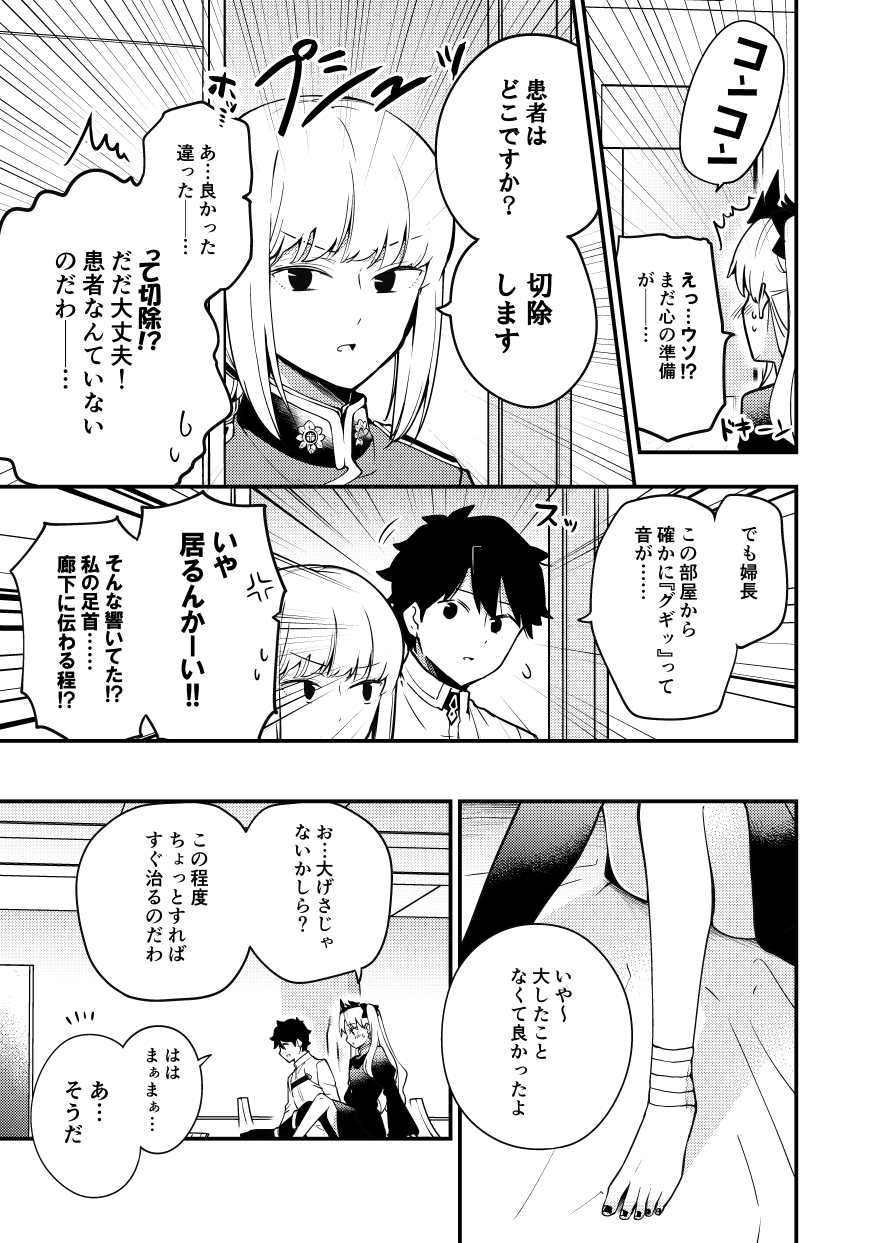 コンコン
えっ…ウソ!?
まだ心の準備
が――…
ドキーン
プシュッ
患者は
どこですか?
切除
します
ホッ
あ…良かった
違った――…
って切除!?
だだ大丈夫!
患者なんていない
のだわ――…
でも婦長
この部屋から
確かに『グギッ』って
音が……
スッ
いや
居るんかーい!!
そんな響いてた!?
私の足首……
廊下に伝わる程!?
いや〜
大したこと
なくて良かったよ
お…大げさじゃ
ないかしら?
この程度
ちょっとすれば
すぐ治るのだわ
はは
まぁまぁ…
あ…
そうだ